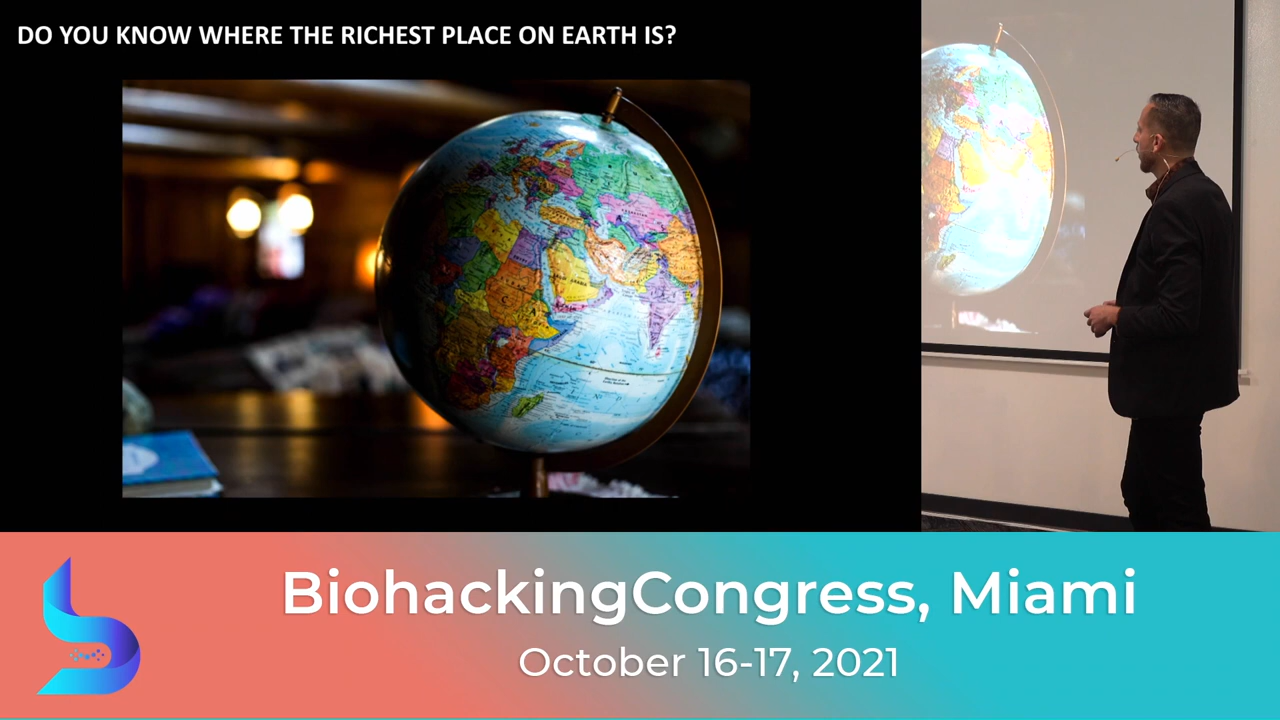 DO YOU KNOW WHERE THE RICHEST PLACE ON EARTH IS?
BiohackingCongress, Miami
October 16-17, 2021